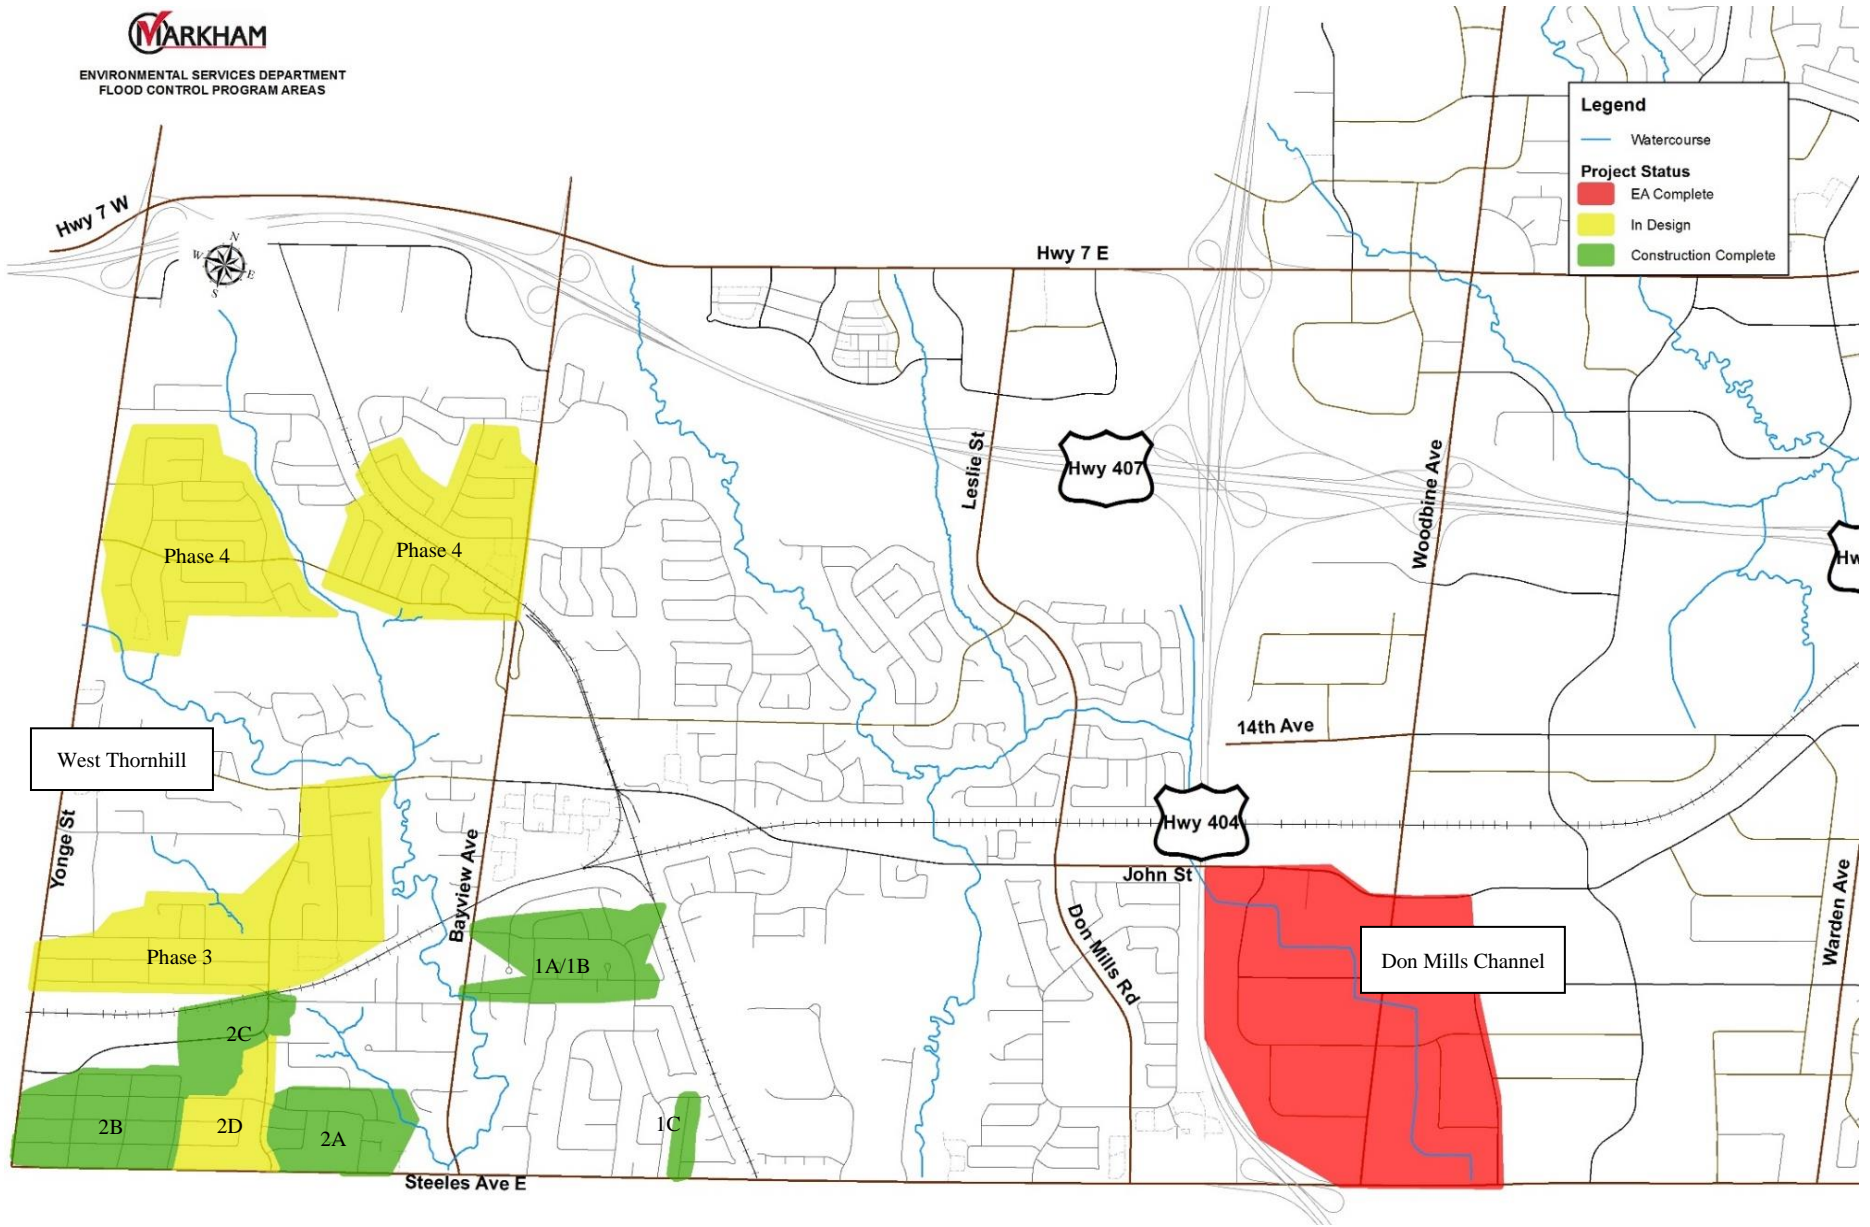 MARKHAM
ENVIRONMENTAL SERVICES DEPARTMENT
FLOOD CONTROL PROGRAM AREAS
Legend
Watercourse
Project Status
EA Complete
In Design
Construction Complete
Hwy 7 W
N
W
E
S
Hwy 7 E
Leslie St
Hwy 407
Woodbine Ave
Hw
Phase 4
Phase 4
14th Ave
West Thornhill
Yonge St
Bayview Ave
Hwy 404
John St
Don Mills Rd
Warden Ave
Phase 3
1A/1B
Don Mills Channel
2C
2B
2D
2A
1C
Steeles Ave E